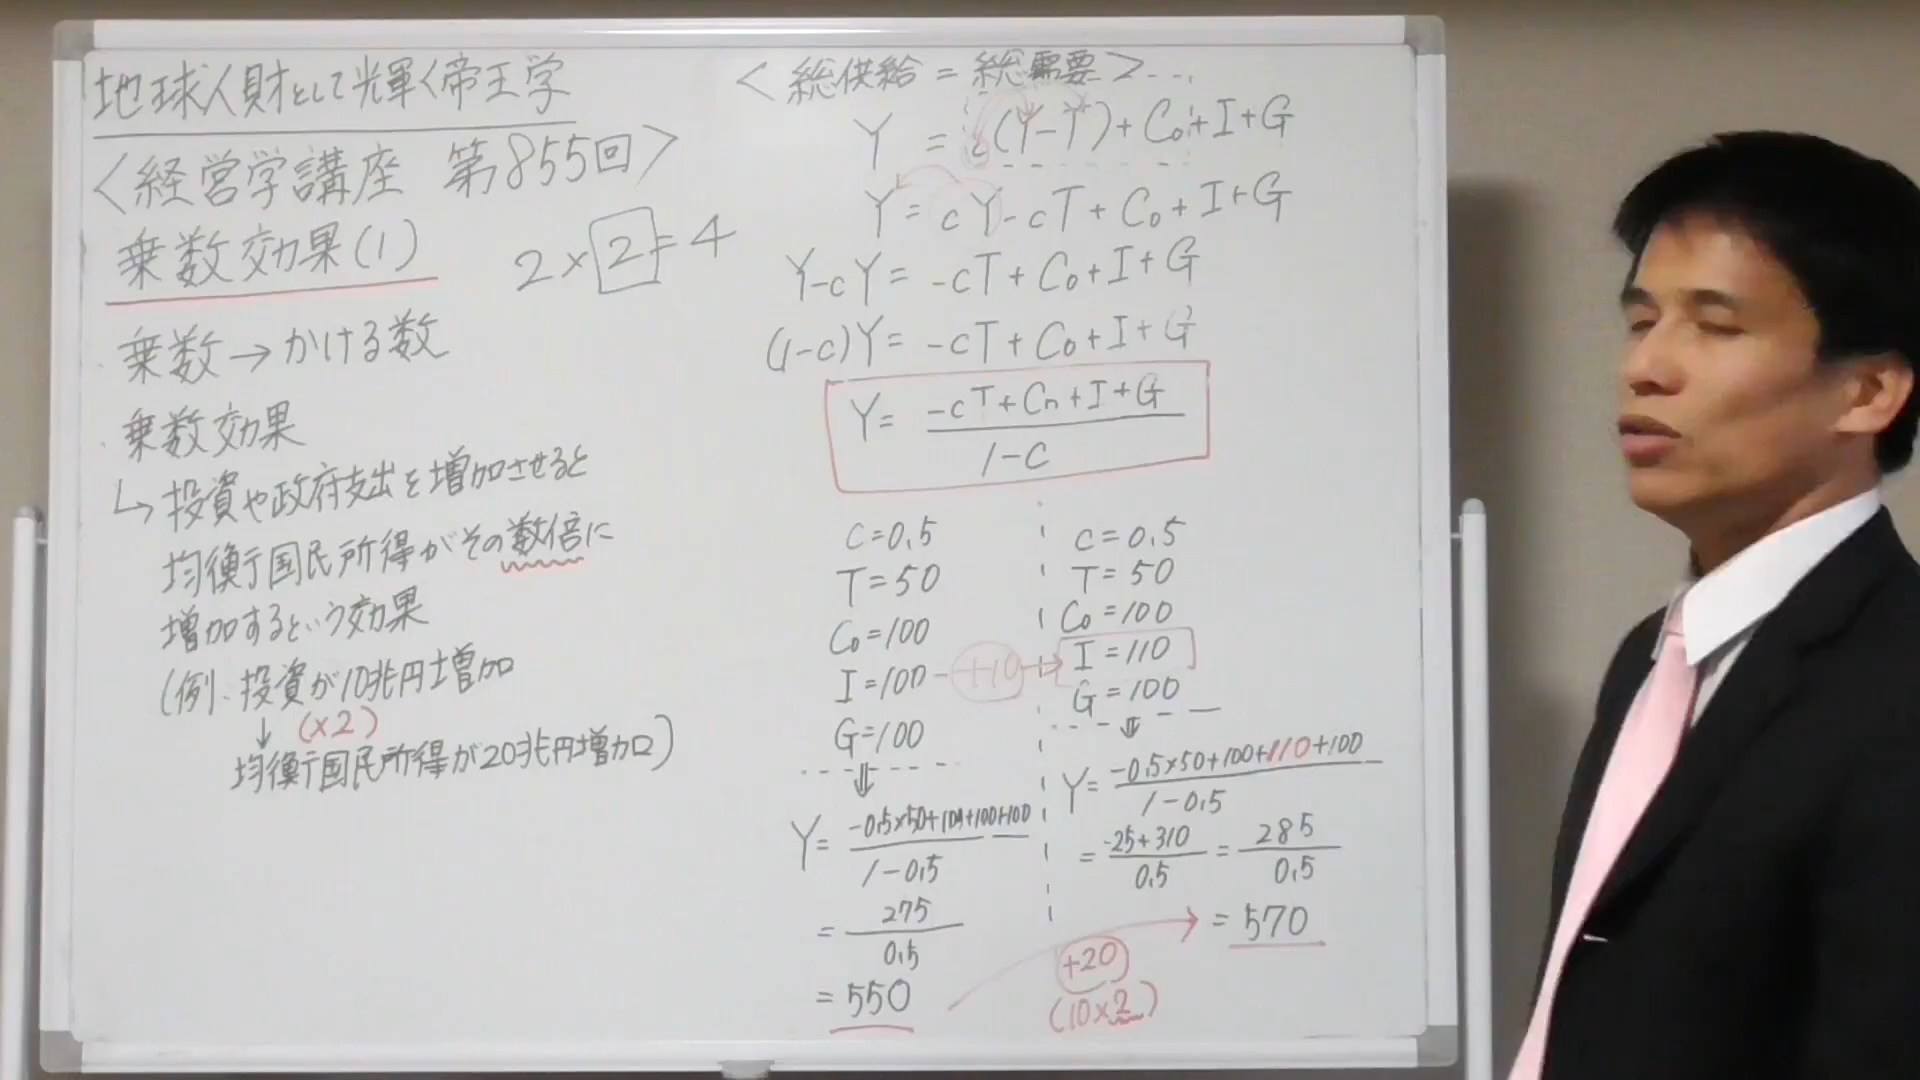 地球人財として輝く帝王学
<経営学講座 第855回>
乗数効果(1)
2×2=4
・乗数→かける数
・乗数効果
↳投資や政府支出を増加させると
均衡国民所得がその数倍に
増加するという効果
(例、投資が10兆円増加
↓(×2)
均衡国民所得が20兆円増加)
<総供給=総需要>...
Y = c(Y-T)+C₀+I+G
Y=cY-cT+C₀+I+G
Y-cY=-cT+C₀+I+G
(1-c)Y=-cT+C₀+I+G
-cT+C₀+I+G
Y=
1-c
c=0.5
T=50
C₀=100
I=100
+10→
G=100
⇓
-0.5×50+100+100+100
Y=
1-0.5
275
=
0.5
=550
c=0.5
T=50
C₀=100
I=110
G=100
⇓
-0.5×50+100+110+100
Y=
1-0.5
-25+310 285
= =
0.5 0.5
=570
+20
(10×2)